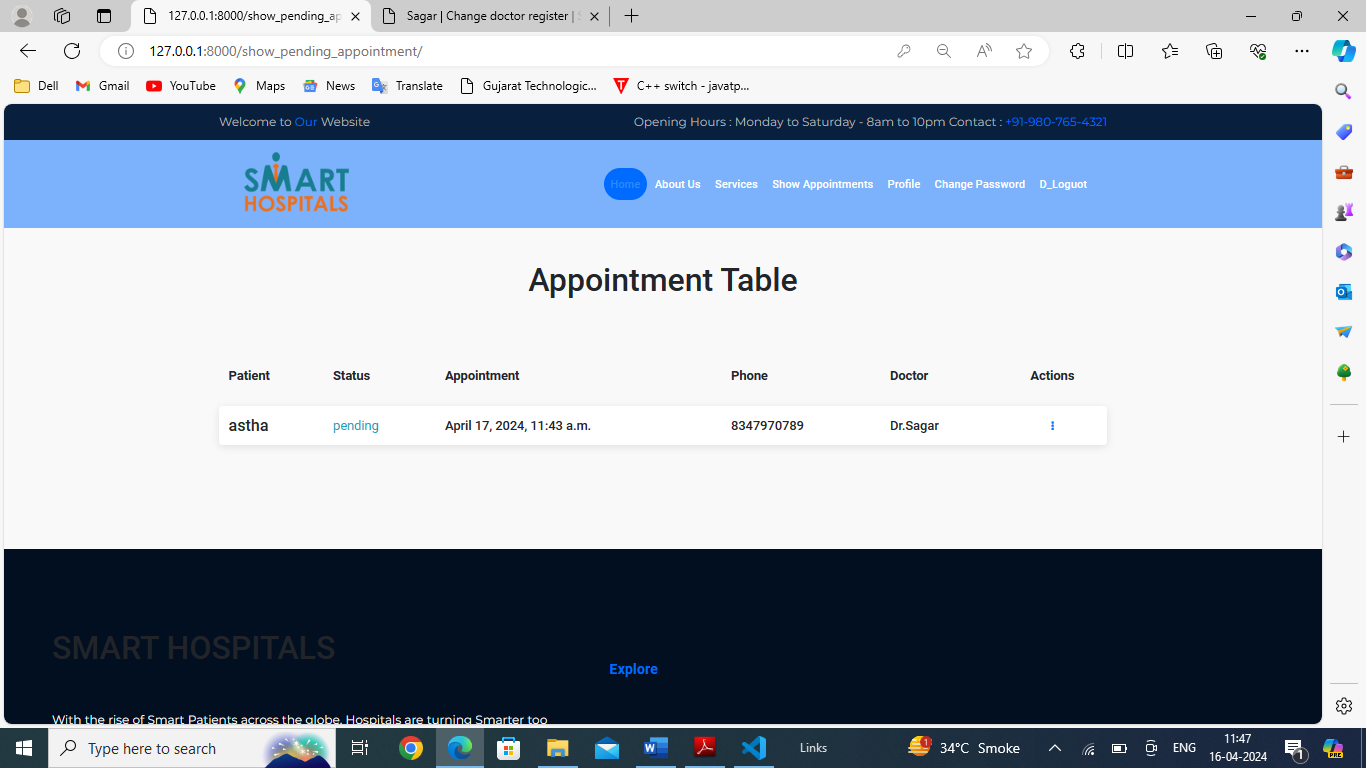 127.0.0.1:8000/show_pending_ap
Sagar | Change doctor register |
127.0.0.1:8000/show_pending_appointment/
Dell Gmail YouTube Maps News Translate Gujarat Technologic... C++ switch - javatp...
Welcome to Our Website Opening Hours : Monday to Saturday - 8am to 10pm Contact : +91-980-765-4321
SMART
HOSPITALS
Home About Us Services Show Appointments Profile Change Password D_Loguot
Appointment Table
Patient Status Appointment Phone Doctor Actions
astha pending April 17, 2024, 11:43 a.m. 8347970789 Dr.Sagar
SMART HOSPITALS
Explore
With the rise of Smart Patients across the globe, Hospitals are turning Smarter too
Type here to search Links 34°C Smoke ENG 11:47
16-04-2024